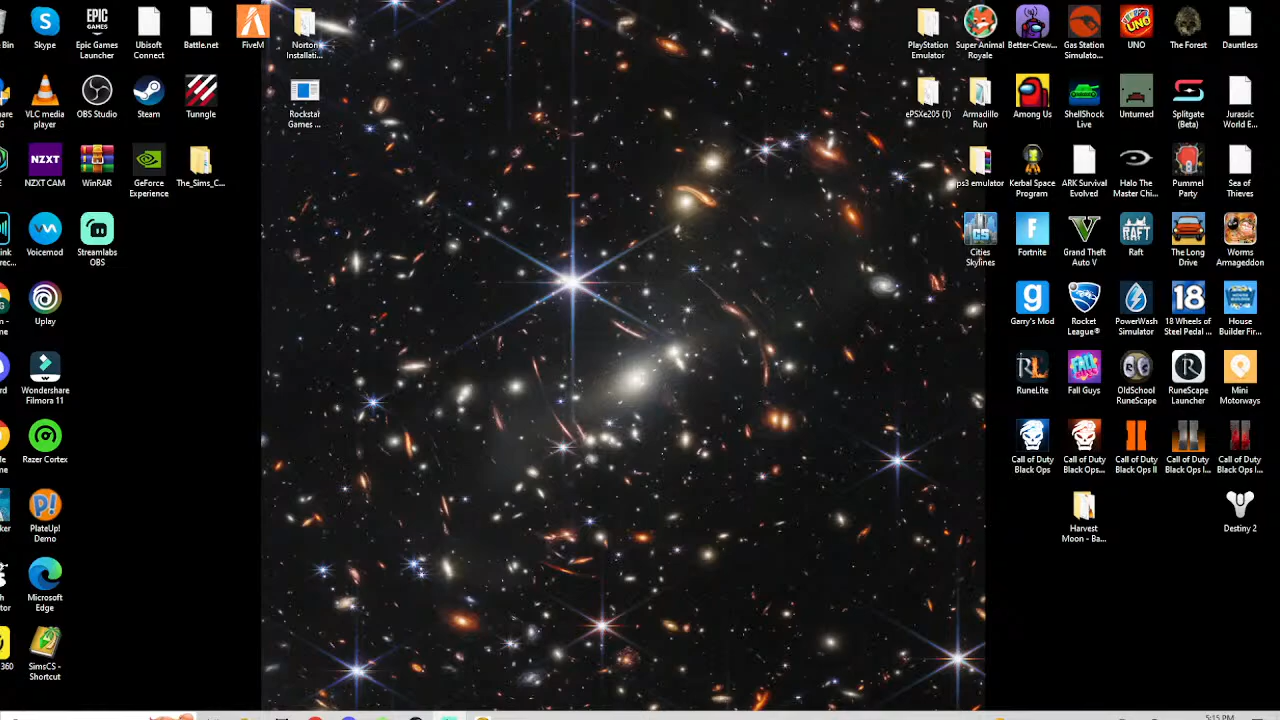 Bin
Skype
Epic Games
Launcher
Ubisoft
Connect
Battle.net
FiveM
Norton
Installati...
VLC media
player
OBS Studio
Steam
Tunngle
Rockstar
Games ...
NZXT CAM
WinRAR
GeForce
Experience
The_Sims_C...
Voicemod
Streamlabs
OBS
Uplay
Wondershare
Filmora 11
Razer Cortex
PlateUp!
Demo
Microsoft
Edge
360
SimsCS -
Shortcut
PlayStation
Emulator
Super Animal
Royale
Better-Crew...
Gas Station
Simulato...
UNO
The Forest
Dauntless
ePSXe205 (1)
Armadillo
Run
Among Us
ShellShock
Live
Unturned
Splitgate
(Beta)
Jurassic
World E...
ps3 emulator
Kerbal Space
Program
ARK Survival
Evolved
Halo The
Master Chi...
Pummel
Party
Sea of
Thieves
Cities
Skylines
Fortnite
Grand Theft
Auto V
Raft
The Long
Drive
Worms
Armageddon
Garry's Mod
Rocket
League®
PowerWash
Simulator
18 Wheels of
Steel Pedal ...
House
Builder Fir...
RuneLite
Fall Guys
OldSchool
RuneScape
RuneScape
Launcher
Mini
Motorways
Call of Duty
Black Ops
Call of Duty
Black Ops...
Call of Duty
Black Ops II
Call of Duty
Black Ops I...
Call of Duty
Black Ops I...
Harvest
Moon - Ba...
Destiny 2
5:15 PM